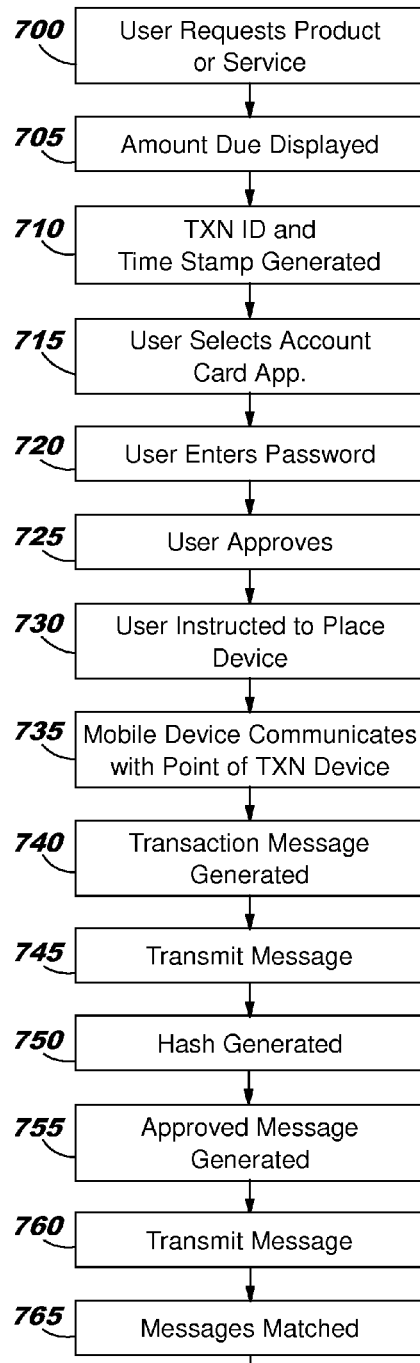 700
User Requests Product
or Service
705
Amount Due Displayed
710
TXN ID and
Time Stamp Generated
715
User Selects Account
Card App.
720
User Enters Password
725
User Approves
730
User Instructed to Place
Device
735
Mobile Device Communicates
with Point of TXN Device
740
Transaction Message
Generated
745
Transmit Message
750
Hash Generated
755
Approved Message
Generated
760
Transmit Message
765
Messages Matched